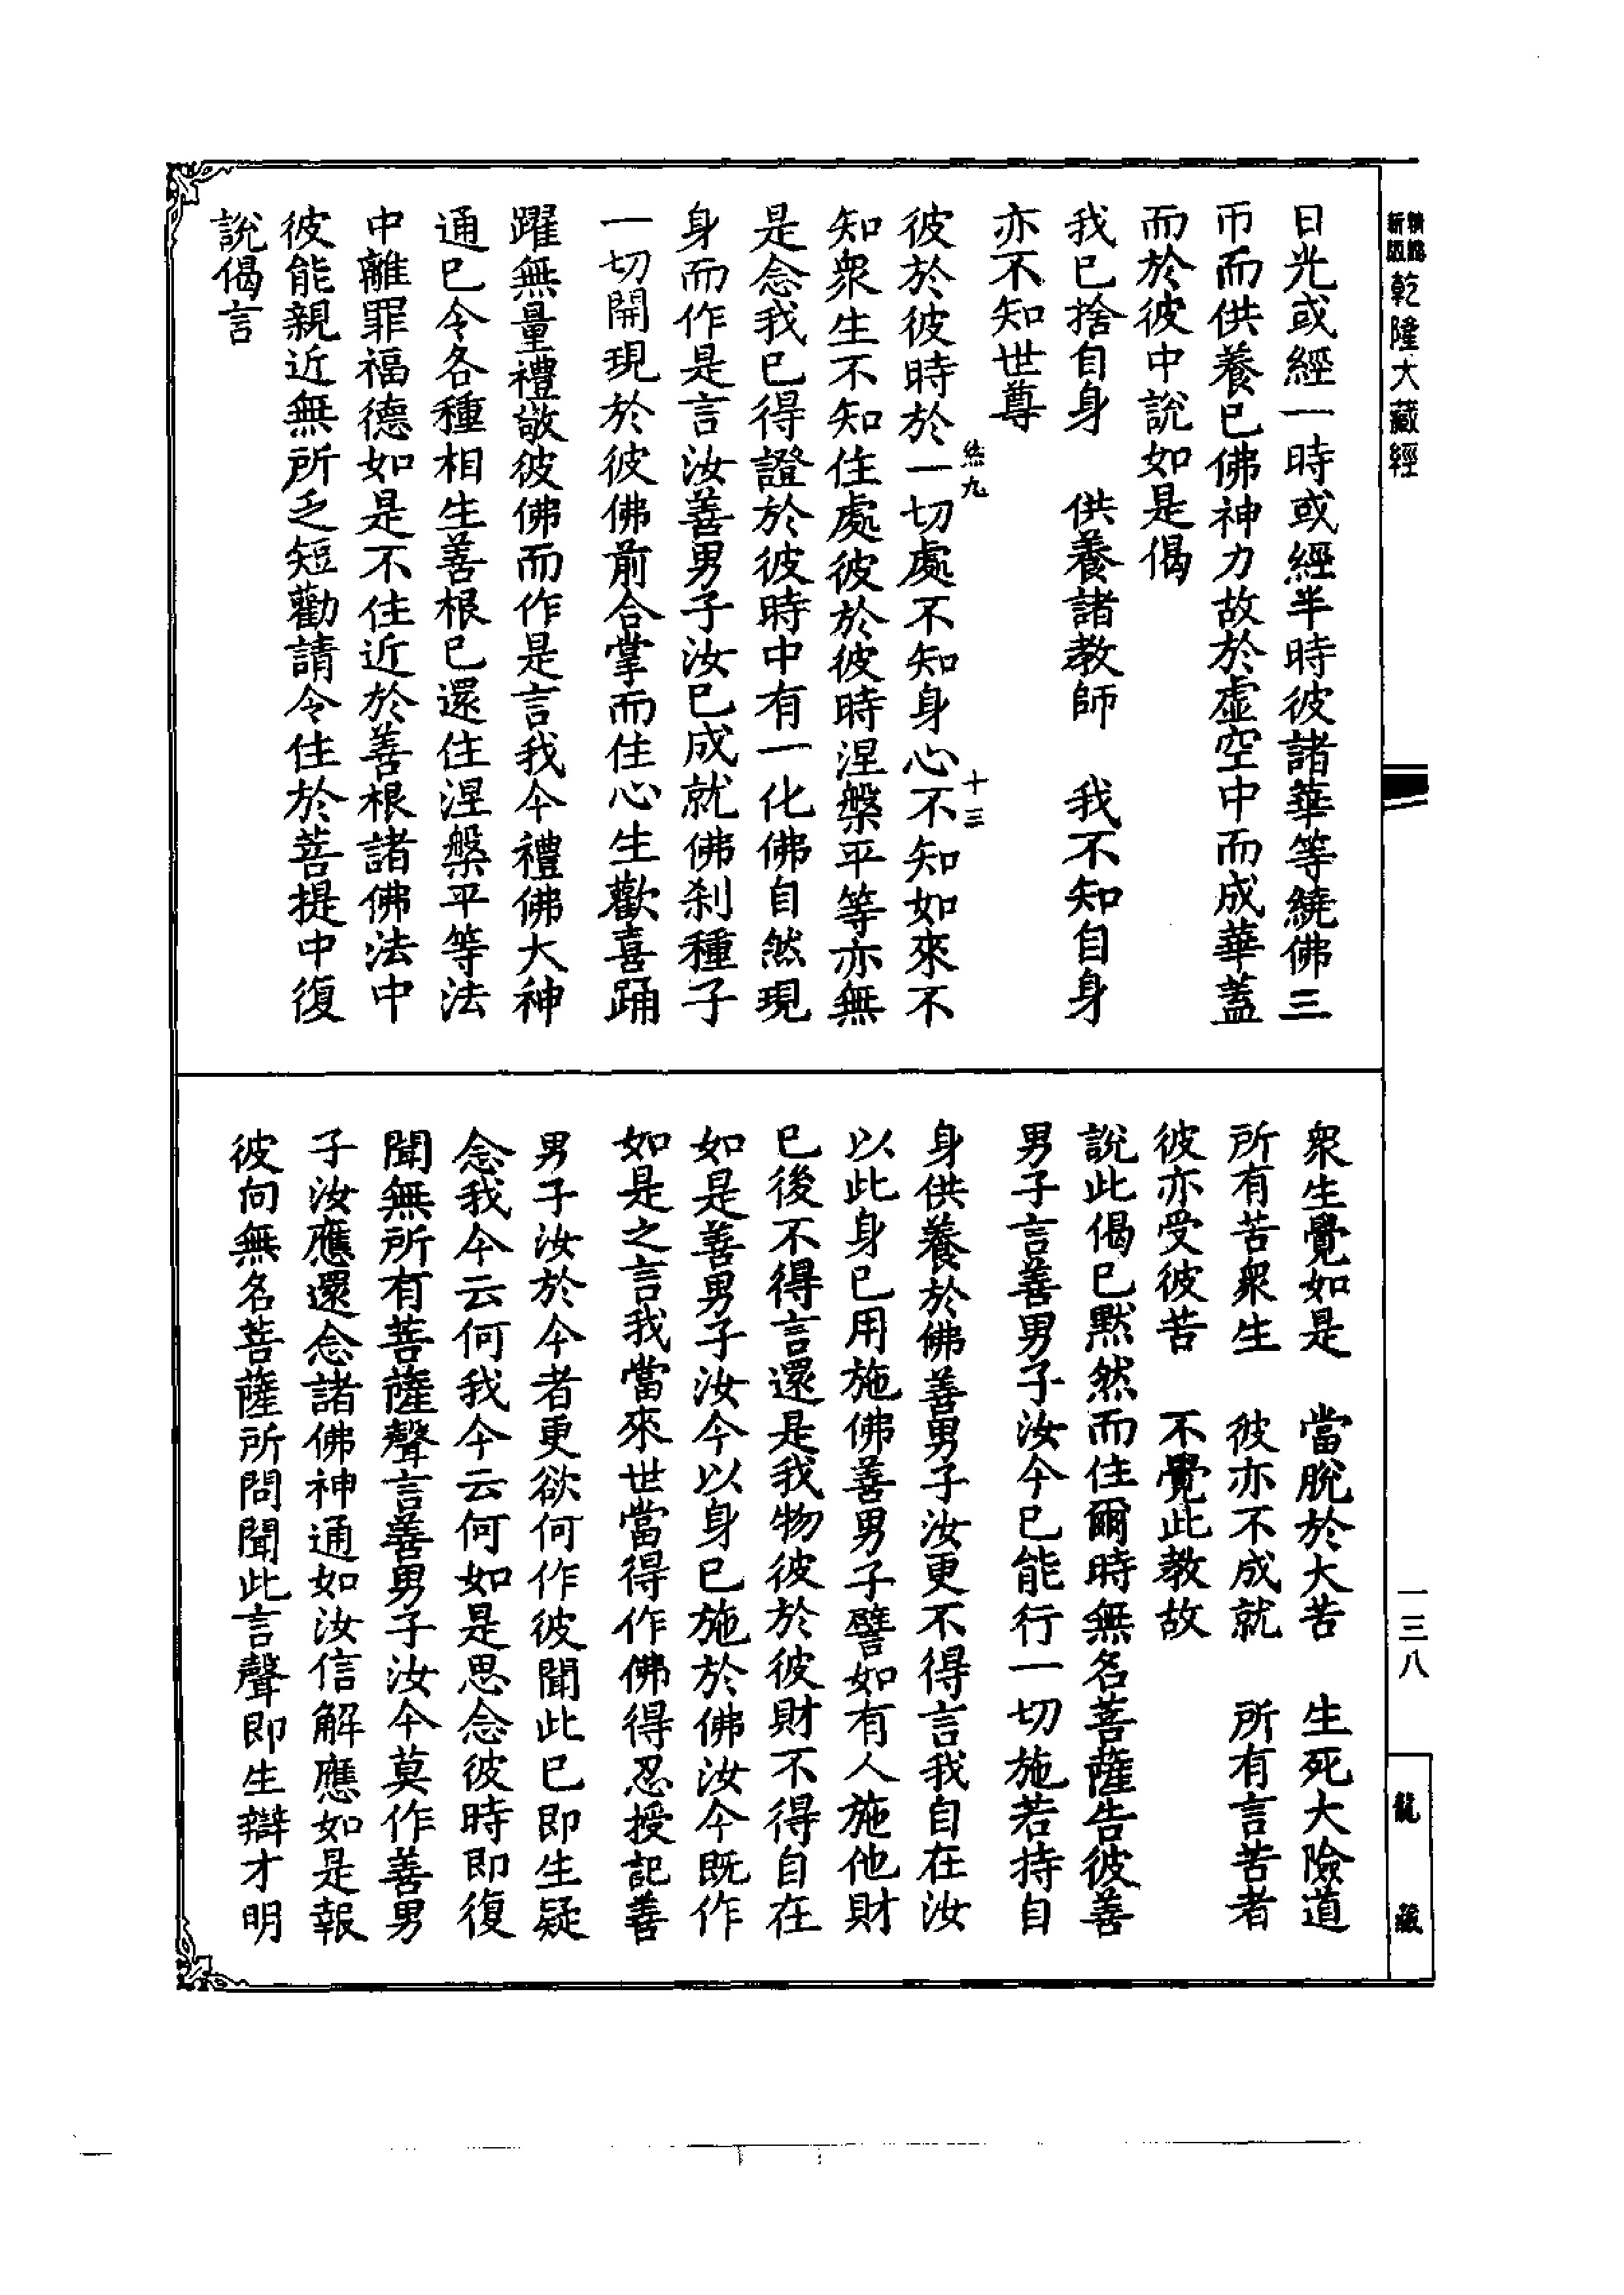 新版
乾隆大藏經
日光或經一時或經半時彼諸華等繞佛三
帀而供養已佛神力故於虛空中而成華蓋
而於彼中說如是偈
我已捨自身　供養諸教師　我不知自身
亦不知世尊
九　十三
彼於彼時於一切處不知身心不知如來不
知衆生不知住處彼於彼時涅槃平等亦無
是念我已得證於彼時中有一化佛自然現
身而作是言汝善男子汝已成就佛刹種子
一切開現於彼佛前合掌而住心生歡喜踊
躍無量禮敬彼佛而作是言我今禮佛大神
通已令各種相生善根已還住涅槃平等法
中離罪福德如是不住近於善根諸佛法中
彼能親近無所乏短勸請令住於菩提中復
說偈言
衆生覺如是　當脫於大苦　生死大險道
所有苦衆生　彼亦不成就　所有言苦者
彼亦受彼苦　不覺此教故
說此偈已默然而住爾時無名菩薩告彼善
男子言善男子汝今已能行一切施若持自
身供養於佛善男子汝更不得言我自在汝
以此身已用施佛善男子譬如有人施他財
已後不得言還是我物彼於彼財不得自在
如是善男子汝今以身已施於佛汝今既作
如是之言我當來世當得作佛得忍授記善
男子汝於今者更欲何作彼聞此已即生疑
念我今云何我今云何如是思念彼時即復
聞無所有菩薩聲言善男子汝今莫作善男
子汝應還念諸佛神通如汝信解應如是報
彼向無名菩薩所問聞此言聲即生辯才明
一三八
龍藏